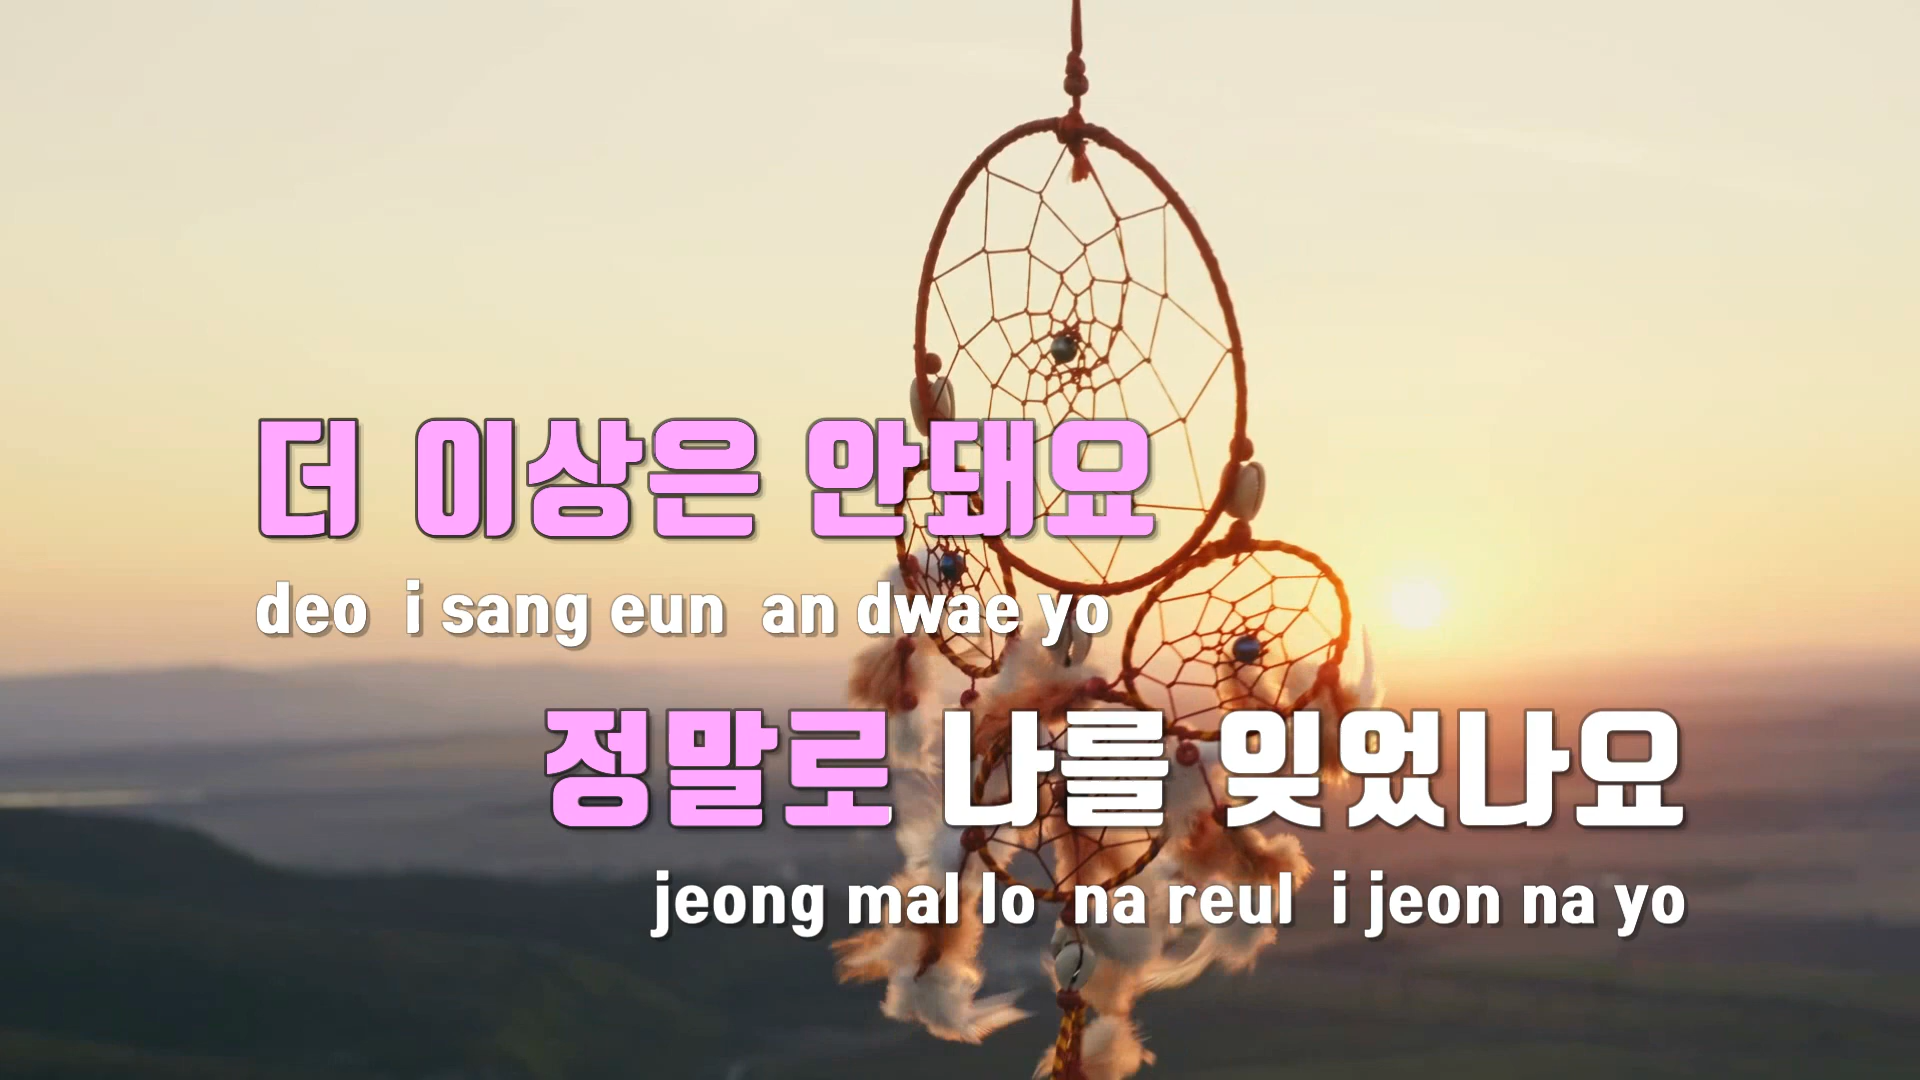 더 이상은 안돼요
deo i sang eun an dwae yo
정말로 나를 잊었나요
jeong mal lo na reul i jeon na yo